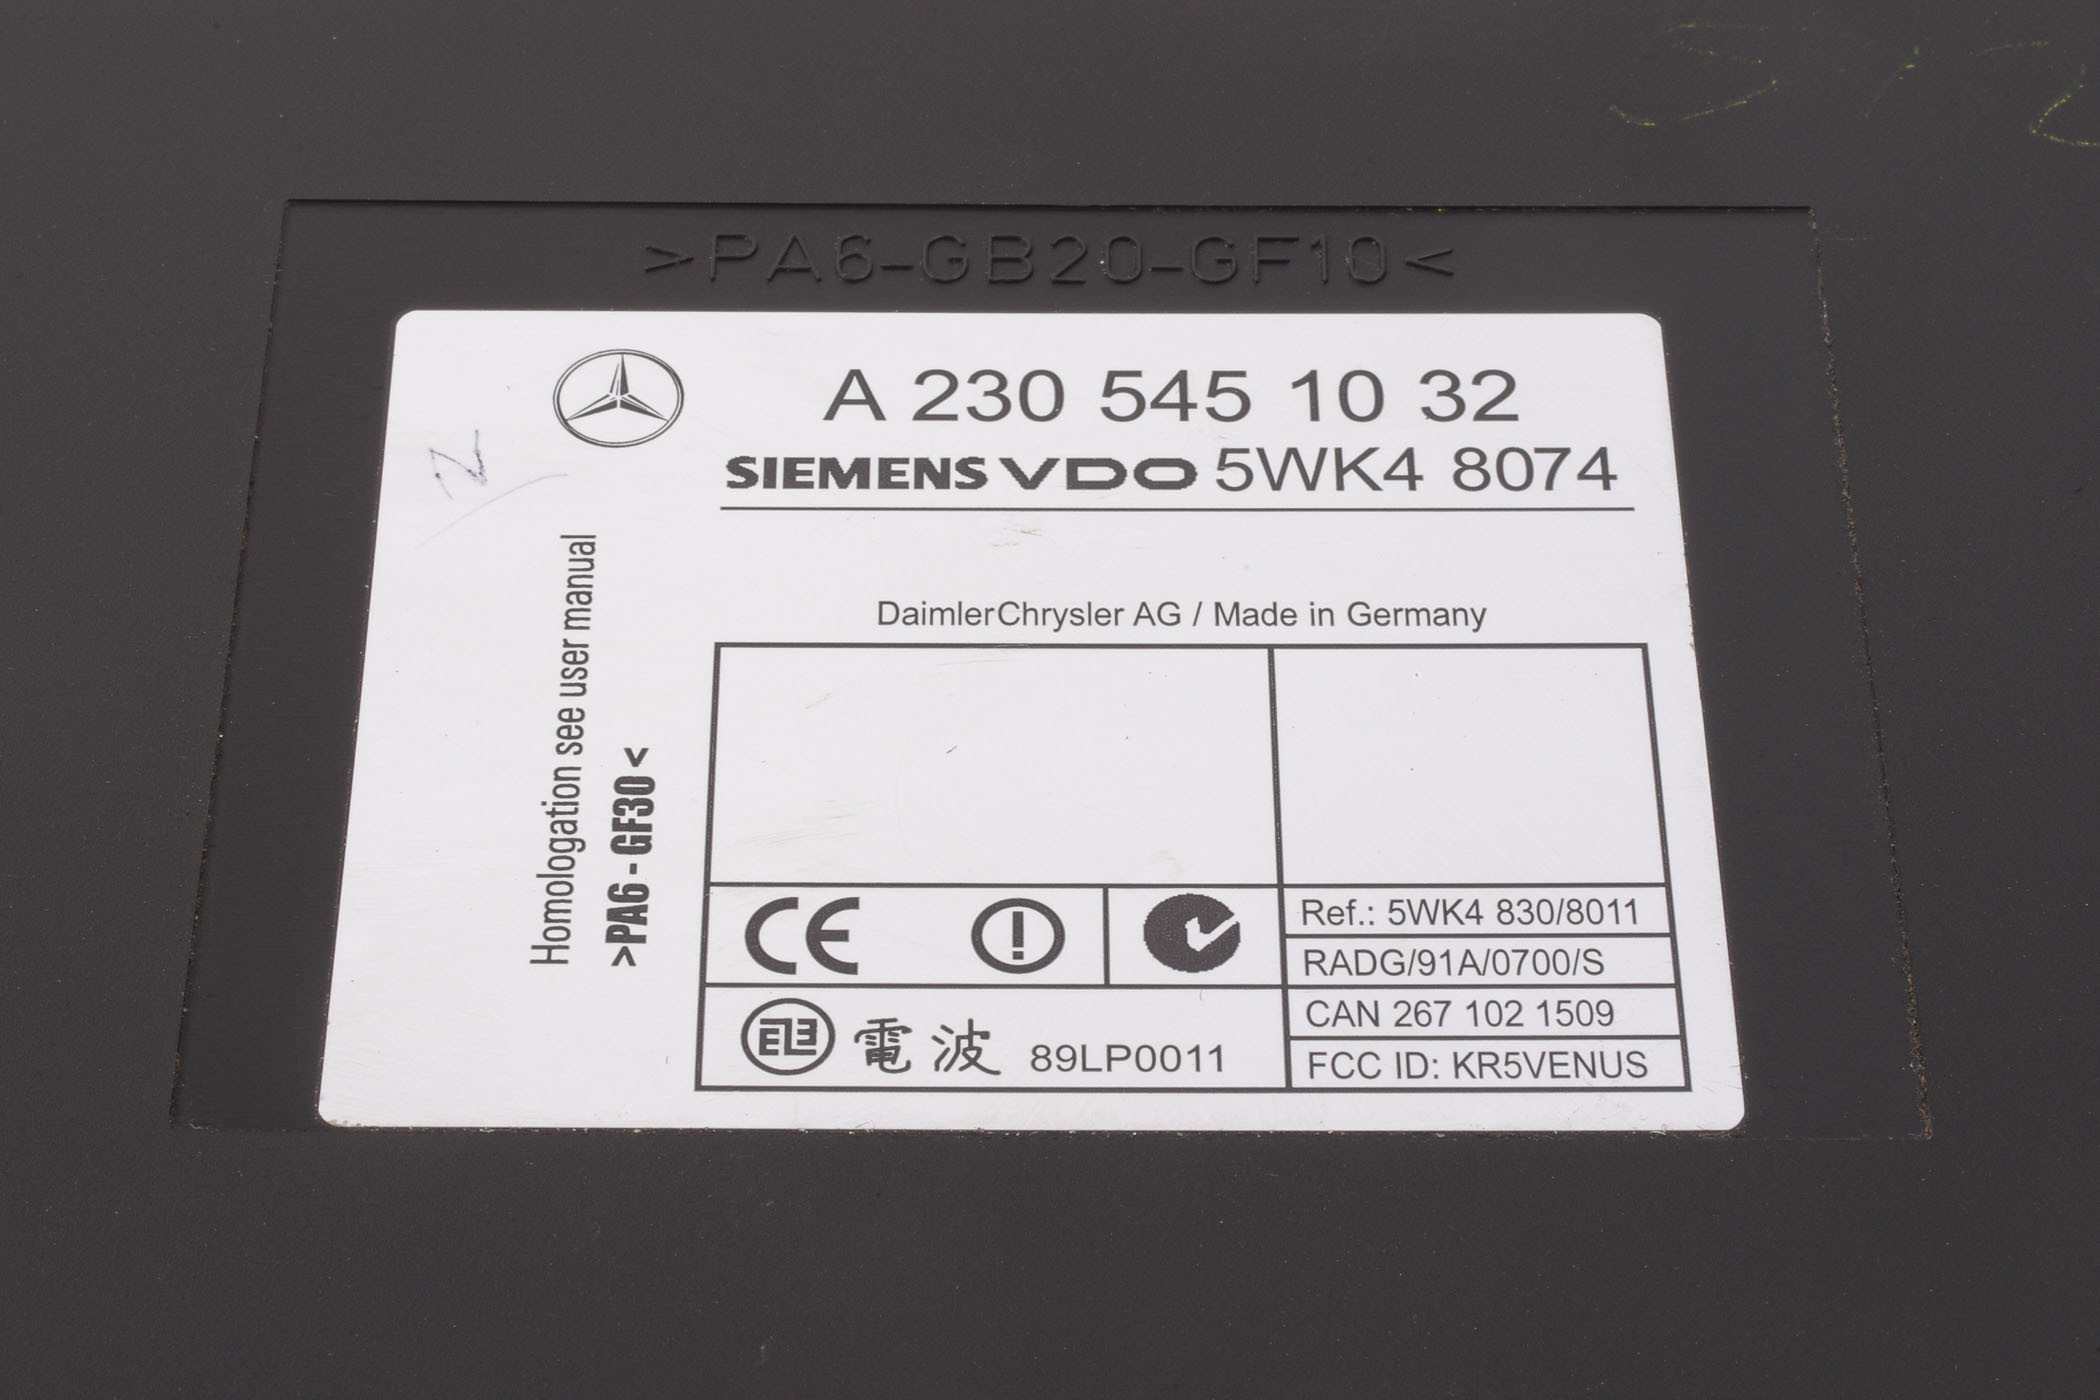 >PA6-GB20-GF10<
A 230 545 10 32
SIEMENS VDO 5WK4 8074
DaimlerChrysler AG / Made in Germany
Homologation see user manual
>PA6 - GF30 <
CE
Ref.: 5WK4 830/8011
RADG/91A/0700/S
電波 89LP0011
CAN 267 102 1509
FCC ID: KR5VENUS